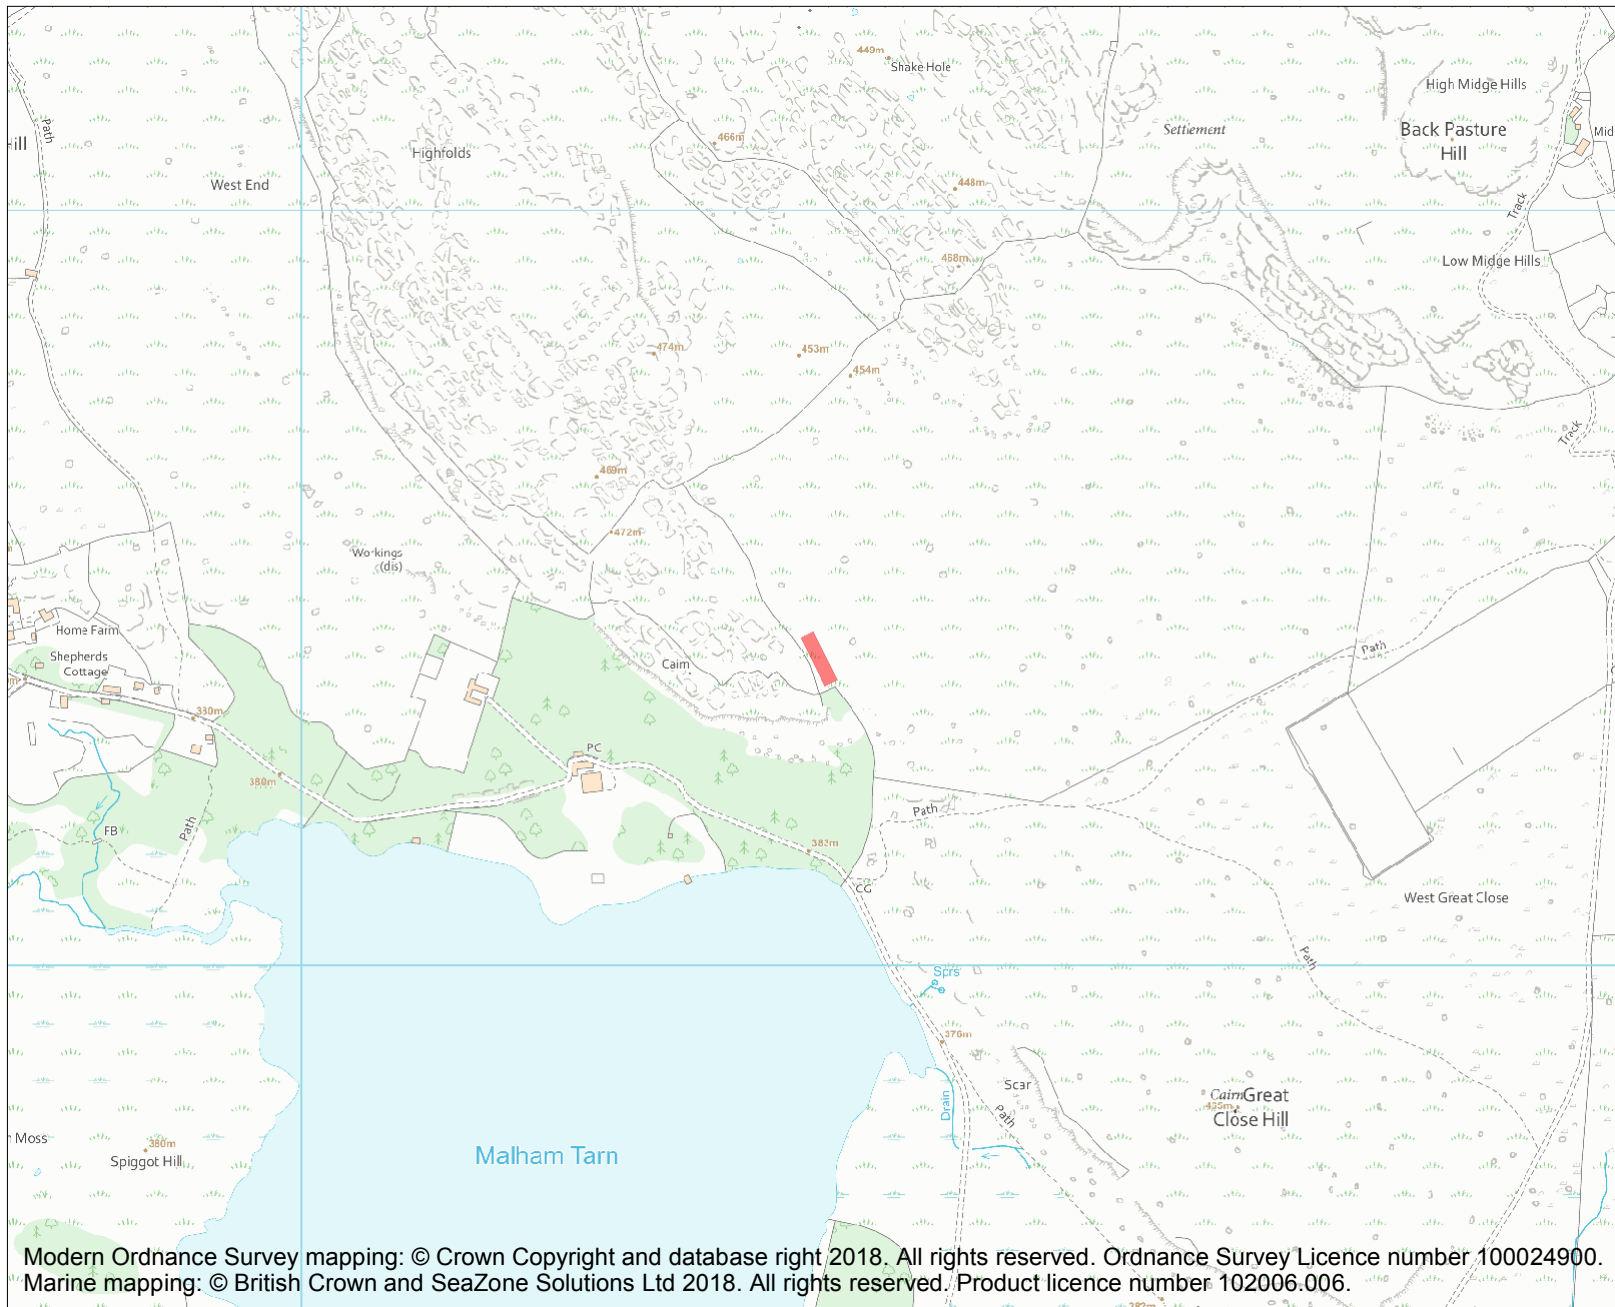 449m
Shake Hole
High Midge Hills
Path
Settlement
Back Pasture
Hill
Mid
466m
ill
Highfolds
West End
448m
Track
468m
Low Midge Hills
474m
453m
454m
Track
469m
472m
Workings
(dis)
Home Farm
Shepherds
Cottage
Cairn
Path
m
380m
PC
380m
FB
Path
Path
383m
CG
West Great Close
Path
Sprs
376m
Scar
Drain
Path
Cairn
Great
Close Hill
Moss
380m
Spiggot Hill
Malham Tarn
Modern Ordnance Survey mapping: © Crown Copyright and database right 2018. All rights reserved. Ordnance Survey Licence number 100024900.
Marine mapping: © British Crown and SeaZone Solutions Ltd 2018. All rights reserved. Product licence number 102006.006.